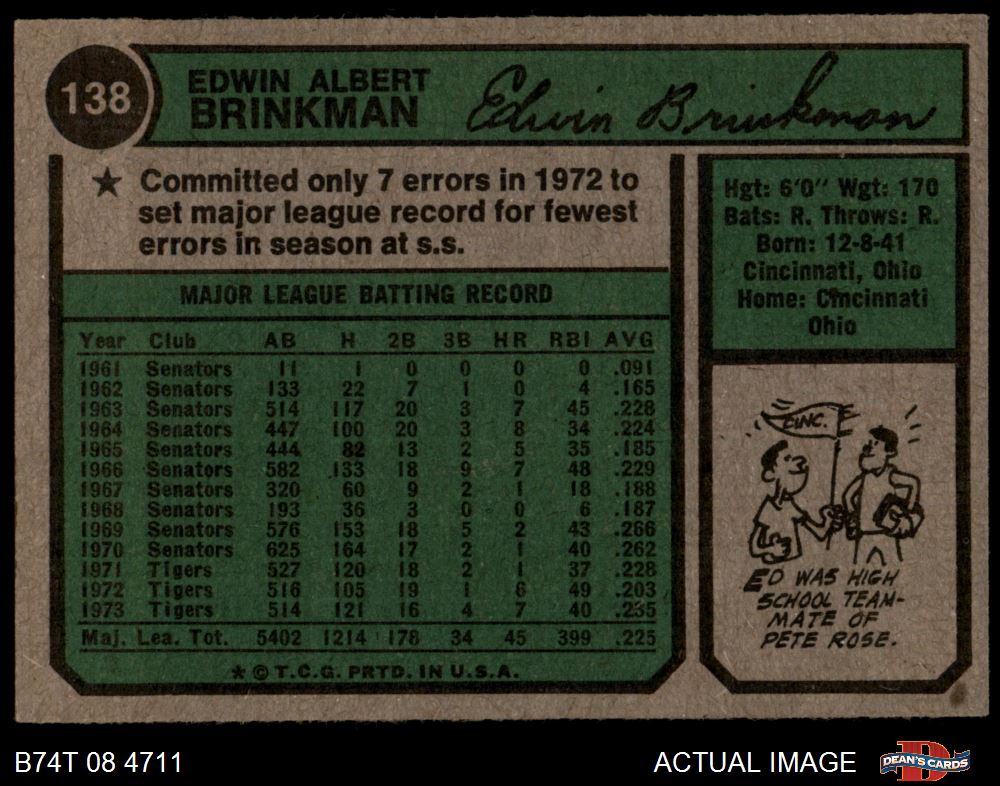 138
EDWIN ALBERT
BRINKMAN
Edwin Brinkman
★ Committed only 7 errors in 1972 to
set major league record for fewest
errors in season at s.s.
MAJOR LEAGUE BATTING RECORD
Year Club AB H 2B 3B HR RBI AVG
1961 Senators 11 1 0 0 0 0 .091
1962 Senators 133 22 7 1 0 4 .165
1963 Senators 514 117 20 3 7 45 .228
1964 Senators 447 100 20 3 8 34 .224
1965 Senators 444 82 13 2 5 35 .185
1966 Senators 582 133 18 9 7 48 .229
1967 Senators 320 60 9 2 1 18 .188
1968 Senators 193 36 3 0 0 6 .187
1969 Senators 576 153 18 5 2 43 .266
1970 Senators 625 164 17 2 1 40 .262
1971 Tigers 527 120 18 2 1 37 .228
1972 Tigers 516 105 19 1 6 49 .203
1973 Tigers 514 121 16 4 7 40 .235
Maj. Lea. Tot. 5402 1214 178 34 45 399 .225
★ © T.C.G. PRTD. IN U.S.A.
Hgt: 6'0" Wgt: 170
Bats: R. Throws: R.
Born: 12-8-41
Cincinnati, Ohio
Home: Cincinnati
Ohio
CINC.
ED WAS HIGH
SCHOOL TEAM-
MATE OF
PETE ROSE.
B74T 08 4711
ACTUAL IMAGE
D
DEAN'S CARDS